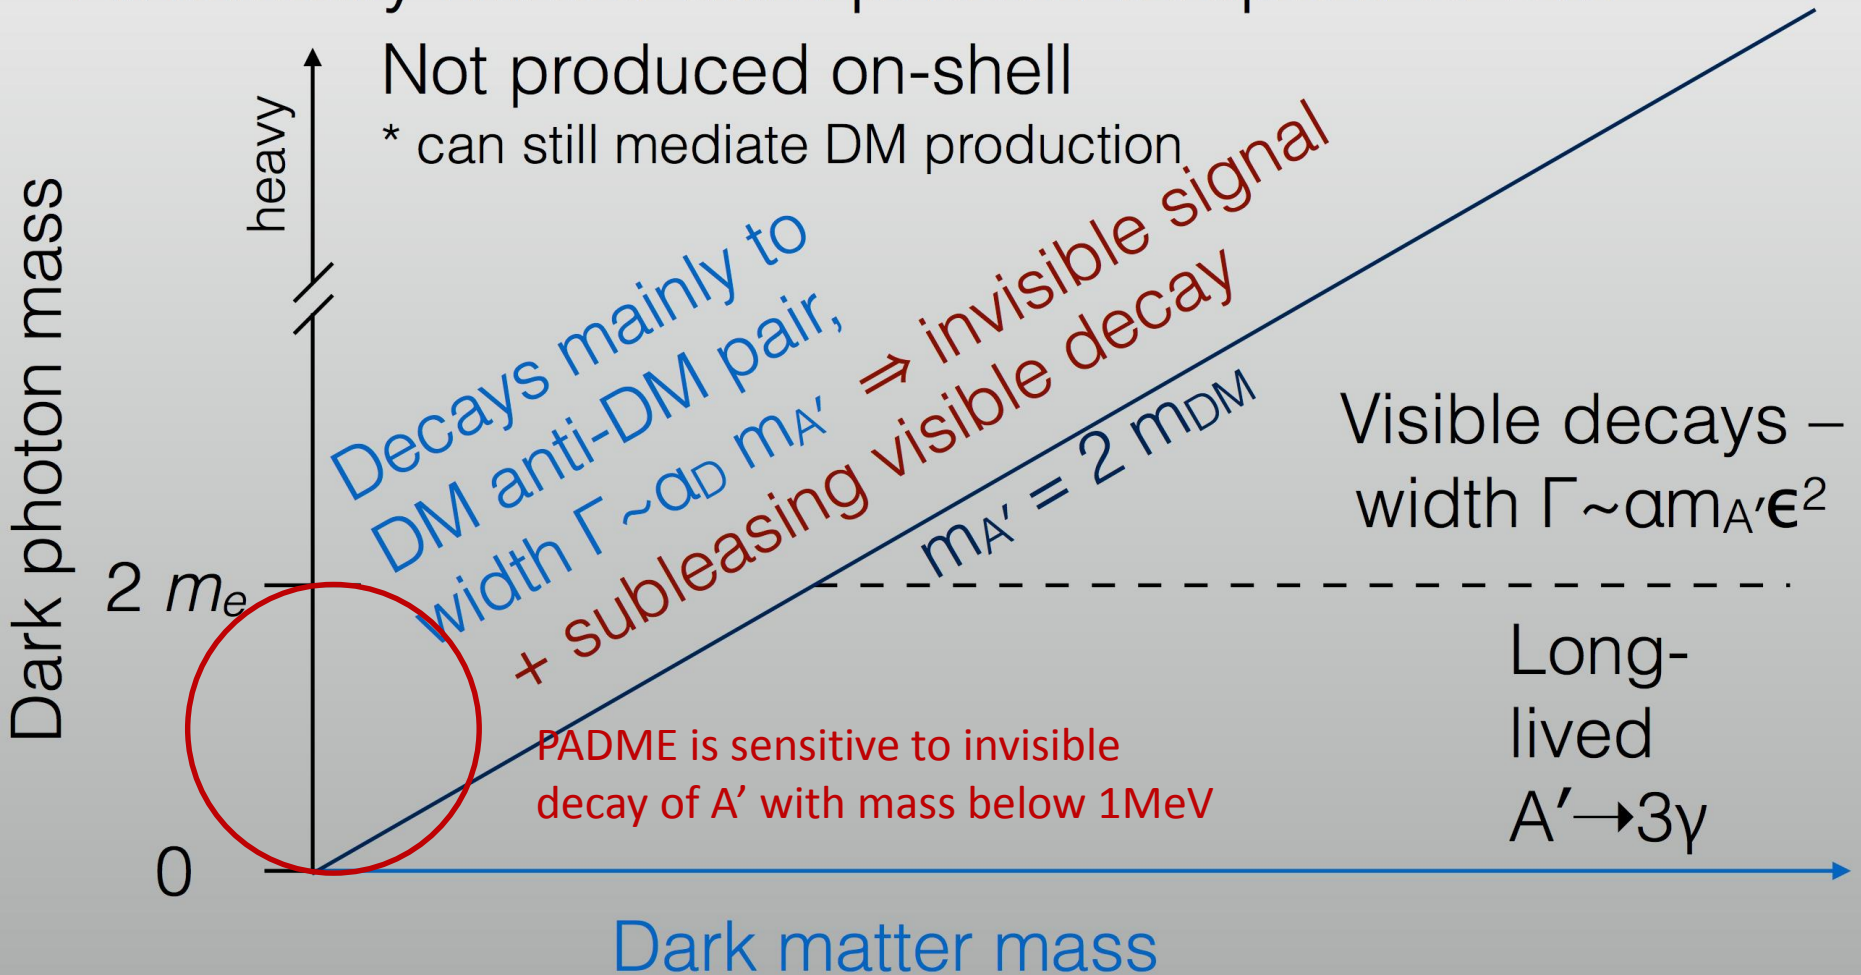 Not produced on-shell
* can still mediate DM production
heavy
Dark photon mass
Decays mainly to
DM anti-DM pair,
width Γ~αD mA′ ⇒ invisible signal
+ subleasing visible decay
mA′ = 2 mDM
Visible decays –
width Γ~αmA′ϵ²
2 me
Long-
lived
A′→3γ
PADME is sensitive to invisible
decay of A’ with mass below 1MeV
0
Dark matter mass